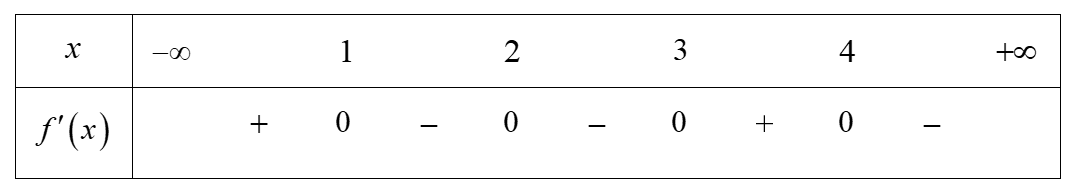 x −∞ 1 2 3 4 +∞
f′(x) + 0 − 0 − 0 + 0 −